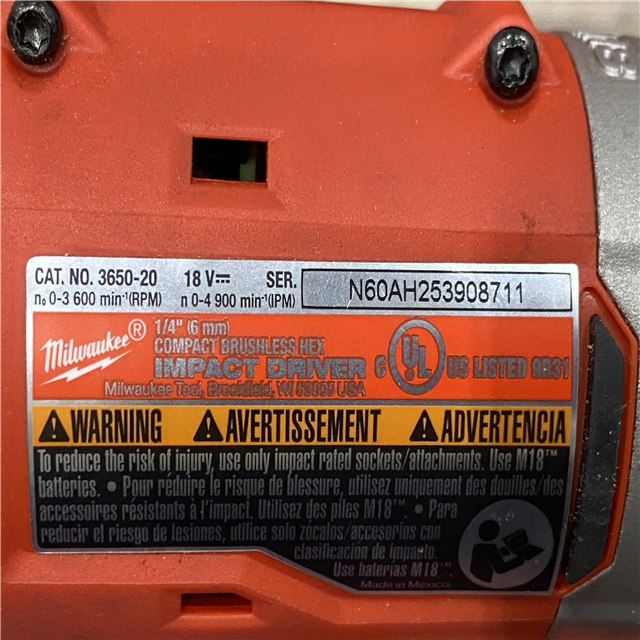 CAT. NO. 3650-20 18 V⎓ SER. N60AH253908711
n₀ 0-3 600 min⁻¹(RPM) n 0-4 900 min⁻¹(IPM)
Milwaukee®
1/4" (6 mm)
COMPACT BRUSHLESS HEX
IMPACT DRIVER
Milwaukee Tool, Brookfield, WI 53005 USA
C UL US LISTED 9R31
⚠WARNING ⚠AVERTISSEMENT ⚠ADVERTENCIA
To reduce the risk of injury, use only impact rated sockets/attachments. Use M18™
batteries. • Pour réduire le risque de blessure, utilisez uniquement des douilles/des
accessoires résistants à l'impact. Utilisez des piles M18™. • Para
reducir el riesgo de lesiones, utilice solo zócalos/accesorios con
clasificación de impacto.
Use baterías M18™
Made in Mexico